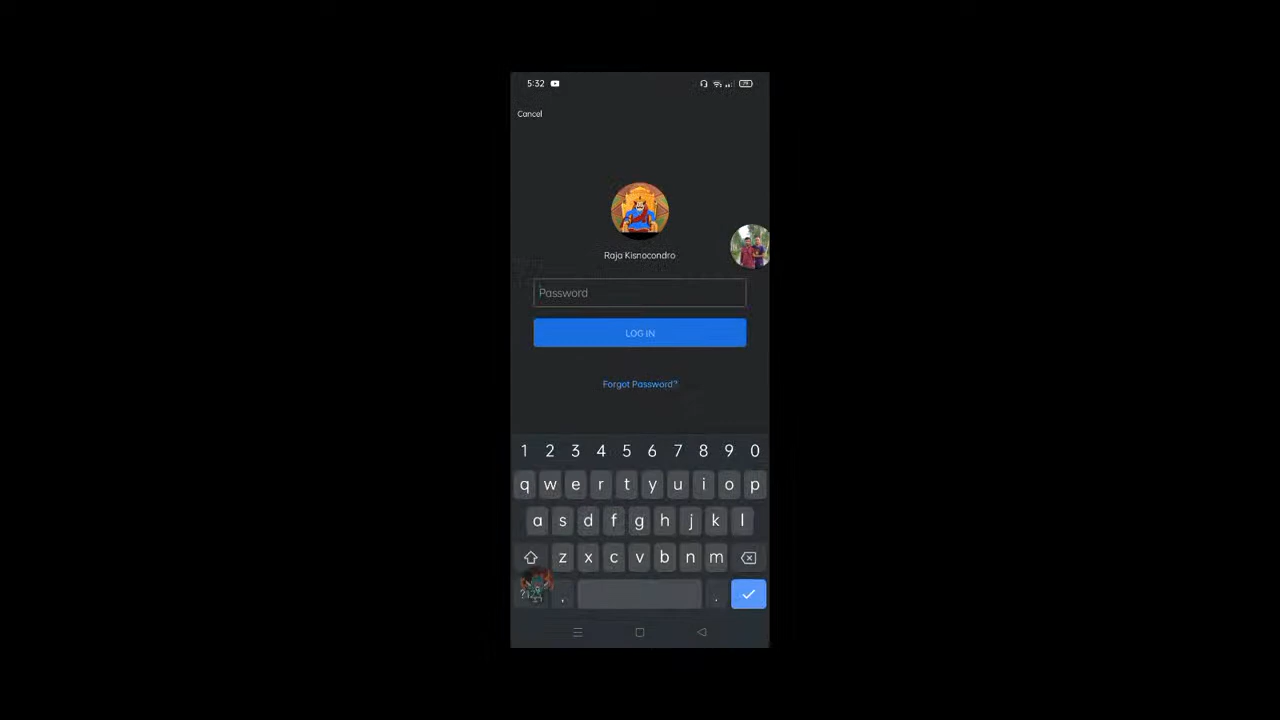 5:32
Cancel
Raja Kisnocondro
Password
LOG IN
Forgot Password?
1 2 3 4 5 6 7 8 9 0
q w e r t y u i o p
a s d f g h j k l
z x c v b n m
?123 , .